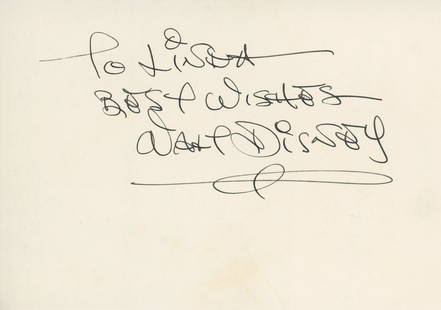 To Linda
Best Wishes
Walt Disney